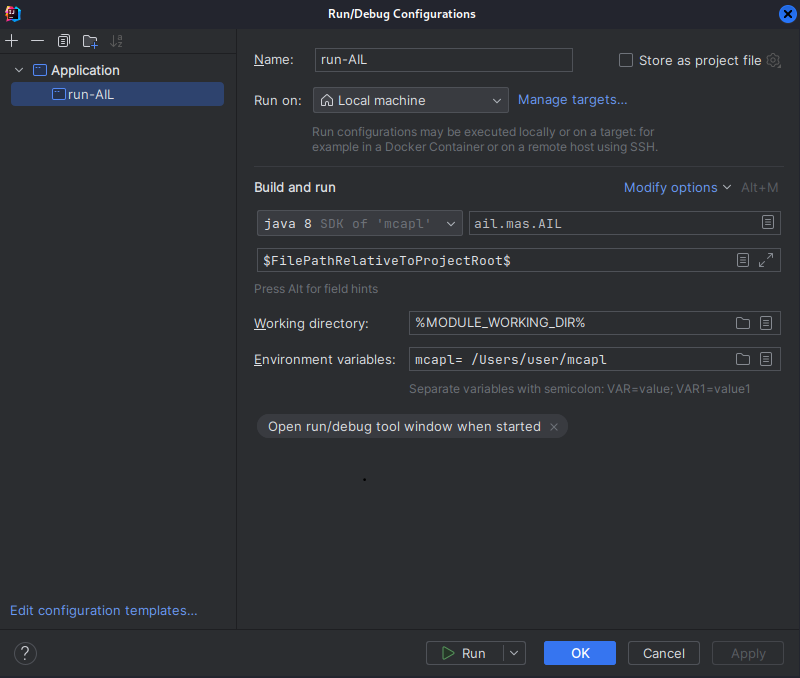 Run/Debug Configurations
Application
run-AIL
Name: run-AIL Store as project file
Run on: Local machine Manage targets...
Run configurations may be executed locally or on a target: for
example in a Docker Container or on a remote host using SSH.
Build and run Modify options Alt+M
java 8 SDK of 'mcapl' ail.mas.AIL
$FilePathRelativeToProjectRoot$
Press Alt for field hints
Working directory: %MODULE_WORKING_DIR%
Environment variables: mcapl= /Users/user/mcapl
Separate variables with semicolon: VAR=value; VAR1=value1
Open run/debug tool window when started ×
Edit configuration templates...
? Run OK Cancel Apply